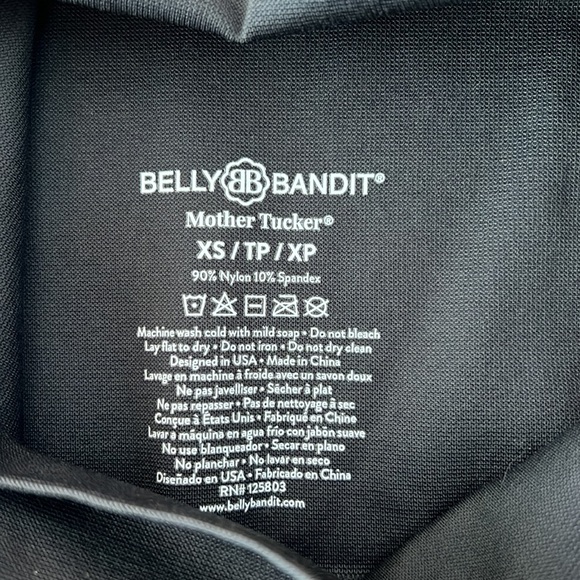 BELLY BB BANDIT®
Mother Tucker®
XS / TP / XP
90% Nylon 10% Spandex
Machine wash cold with mild soap • Do not bleach
Lay flat to dry • Do not iron • Do not dry clean
Designed in USA • Made in China
Lavage en machine à froide avec un savon doux
Ne pas javelliser • Sècher à plat
Ne pas repasser • Pas de nettoyage à sec
Conçue à États Unis • Fabriqué en Chine
Lavar a máquina en agua frío con jabón suave
No use blanqueador • Secar en plano
No planchar • No lavar en seco
Diseñado en USA • Fabricado en China
RN# 125803
www.bellybandit.com